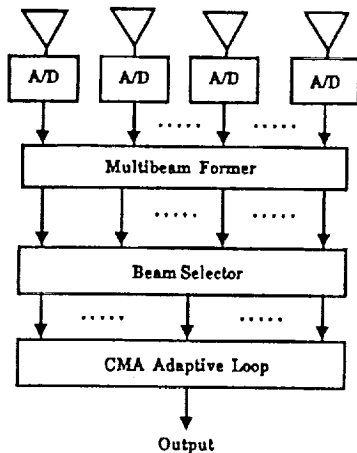 A/D A/D A/D A/D
.....  .....
Multibeam Former
.....  .....
Beam Selector
.....  .....
CMA Adaptive Loop
Output